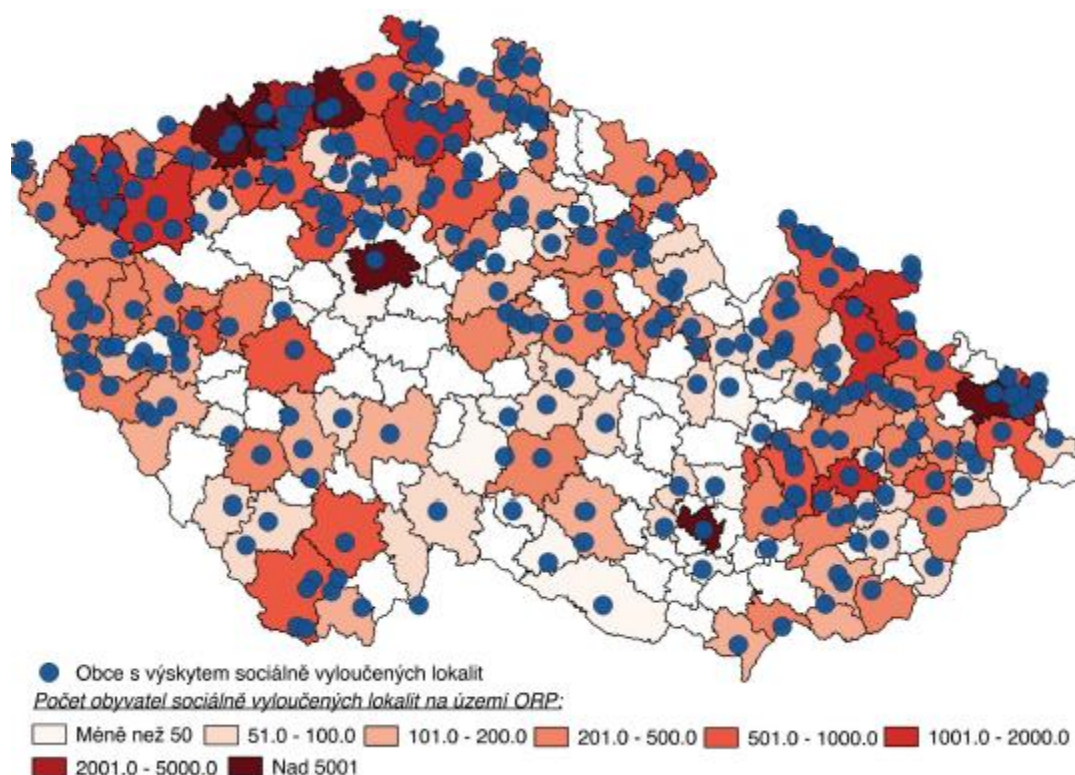 Obce s výskytem sociálně vyloučených lokalit
Počet obyvatel sociálně vyloučených lokalit na území ORP:
Méně než 50 51.0 - 100.0 101.0 - 200.0 201.0 - 500.0 501.0 - 1000.0 1001.0 - 2000.0
2001.0 - 5000.0 Nad 5001